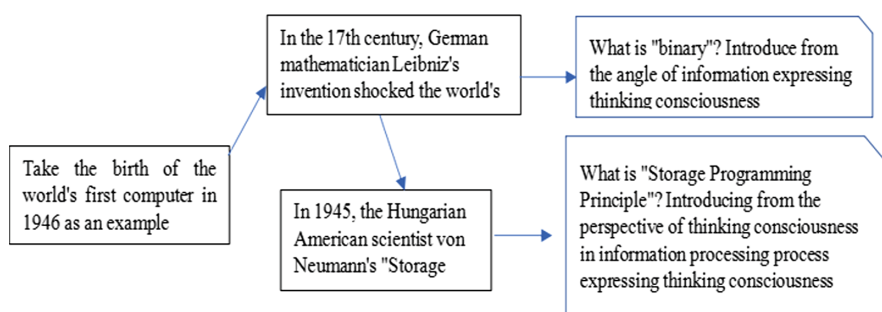 In the 17th century, German
mathematician Leibniz's
invention shocked the world's
What is "binary"? Introduce from
the angle of information expressing
thinking consciousness
Take the birth of the
world's first computer in
1946 as an example
In 1945, the Hungarian
American scientist von
Neumann's "Storage
What is "Storage Programming
Principle"? Introducing from the
perspective of thinking consciousness
in information processing process
expressing thinking consciousness